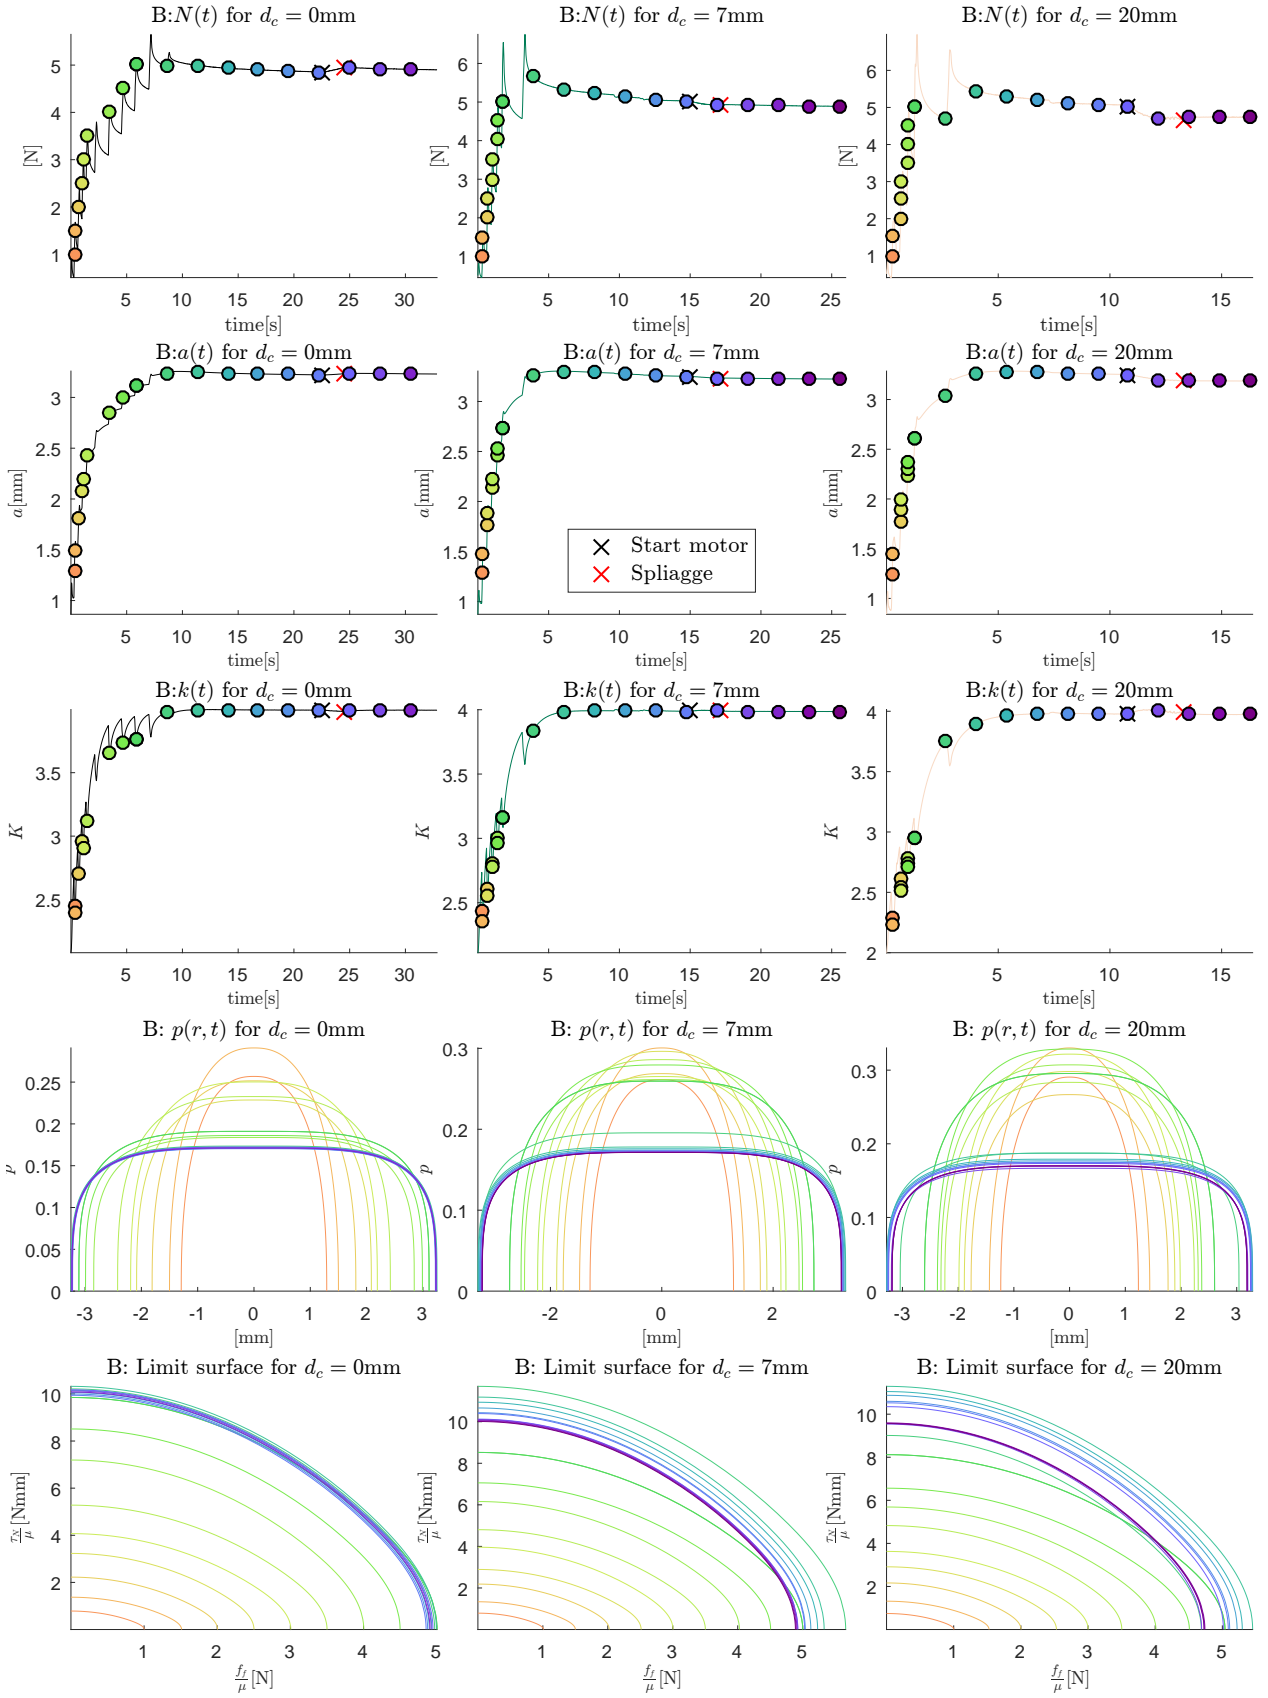 B:N(t) for d_c = 0mm
B:N(t) for d_c = 7mm
B:N(t) for d_c = 20mm
[N]
5
4
3
2
1
5 10 15 20 25 30
time[s]
[N]
6
5
4
3
2
1
5 10 15 20 25
time[s]
[N]
6
5
4
3
2
1
5 10 15
time[s]
B:a(t) for d_c = 0mm
B:a(t) for d_c = 7mm
B:a(t) for d_c = 20mm
a[mm]
3
2.5
2
1.5
1
5 10 15 20 25 30
time[s]
a[mm]
3
2.5
2
1.5
1
Start motor
Spliagge
5 10 15 20 25
time[s]
a[mm]
3
2.5
2
1.5
1
5 10 15
time[s]
B:k(t) for d_c = 0mm
B:k(t) for d_c = 7mm
B:k(t) for d_c = 20mm
K
3.5
3
2.5
5 10 15 20 25 30
time[s]
K
4
3.5
3
2.5
5 10 15 20 25
time[s]
K
4
3.5
3
2.5
2
5 10 15
time[s]
B: p(r, t) for d_c = 0mm
B: p(r, t) for d_c = 7mm
B: p(r, t) for d_c = 20mm
p
0.25
0.2
0.15
0.1
0.05
0
-3 -2 -1 0 1 2 3
[mm]
p
0.3
0.2
0.1
0
-2 0 2
[mm]
p
0.3
0.2
0.1
0
-3 -2 -1 0 1 2 3
[mm]
B: Limit surface for d_c = 0mm
B: Limit surface for d_c = 7mm
B: Limit surface for d_c = 20mm
τ_N/μ [Nmm]
10
8
6
4
2
1 2 3 4 5
f_f/μ [N]
τ_N/μ [Nmm]
10
8
6
4
2
1 2 3 4 5
f_f/μ [N]
τ_N/μ [Nmm]
10
8
6
4
2
1 2 3 4 5
f_f/μ [N]